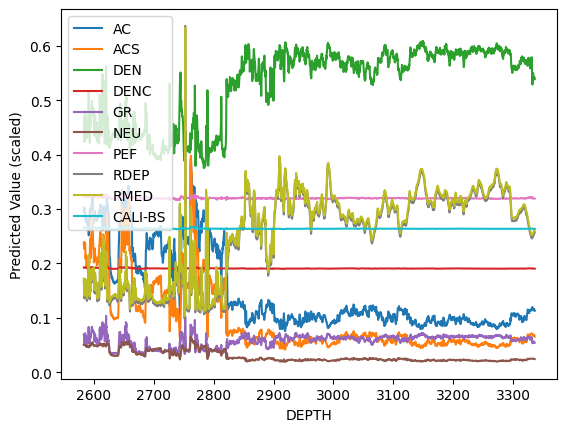 AC
ACS
DEN
DENC
GR
NEU
PEF
RDEP
RMED
CALI-BS
Predicted Value (scaled)
0.6
0.5
0.4
0.3
0.2
0.1
0.0
2600 2700 2800 2900 3000 3100 3200 3300
DEPTH